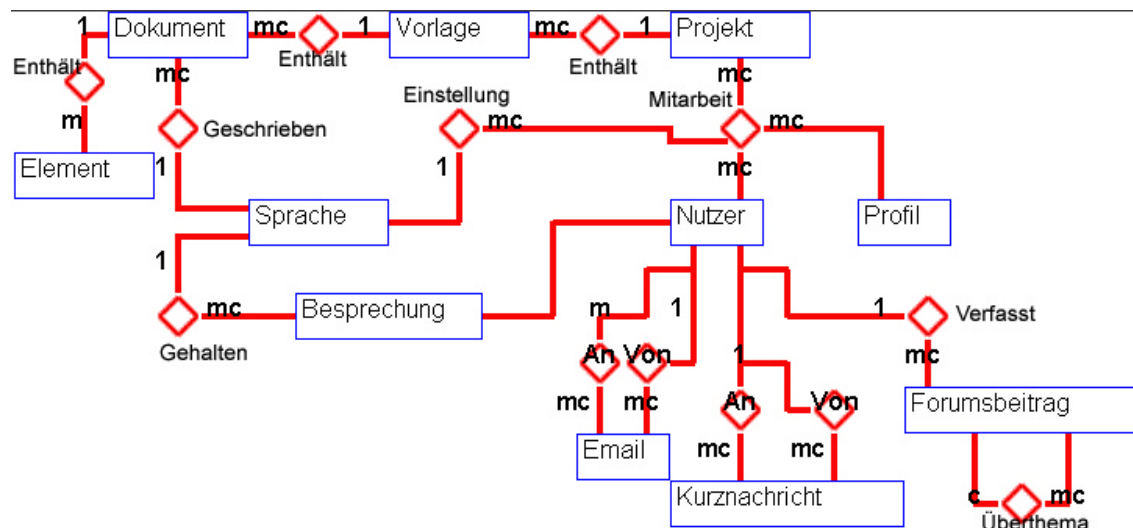 1 Dokument mc 1 Vorlage mc 1 Projekt
Enthält mc Enthält Enthält mc
Einstellung Mitarbeit
m Geschrieben mc mc
Element 1 1 mc
Sprache Nutzer Profil
1
mc Besprechung m 1 1 Verfasst
Gehalten An Von 1 mc
mc mc An Von Forumsbeitrag
Email mc mc
Kurznachricht c mc
Überthema